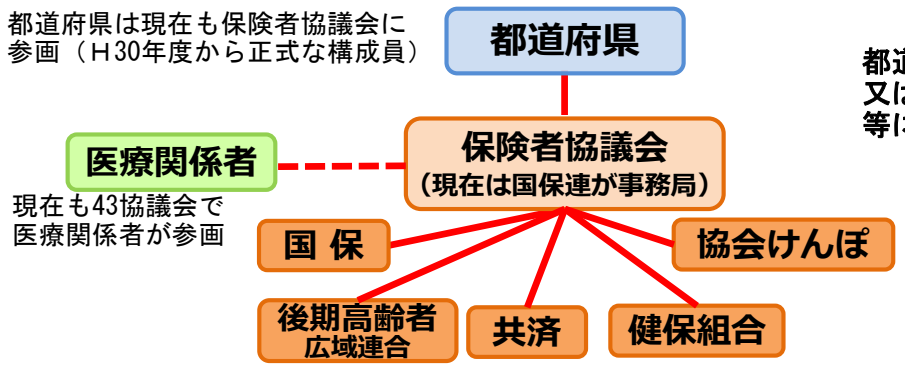 都道府県は現在も保険者協議会に
参画（Ｈ30年度から正式な構成員）
都道府県
都道
又は
等に
保険者協議会
（現在は国保連が事務局）
医療関係者
現在も43協議会で
医療関係者が参画
国 保
協会けんぽ
後期高齢者
広域連合
共済
健保組合